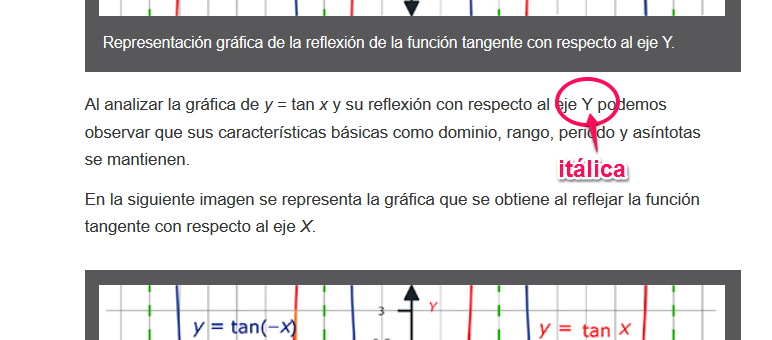 Representación gráfica de la reflexión de la función tangente con respecto al eje Y.
Al analizar la gráfica de y = tan x y su reflexión con respecto al eje Y podemos
observar que sus características básicas como dominio, rango, periodo y asíntotas
se mantienen.
itálica
En la siguiente imagen se representa la gráfica que se obtiene al reflejar la función
tangente con respecto al eje X.
3 Y
y = tan(−x) y = tan x